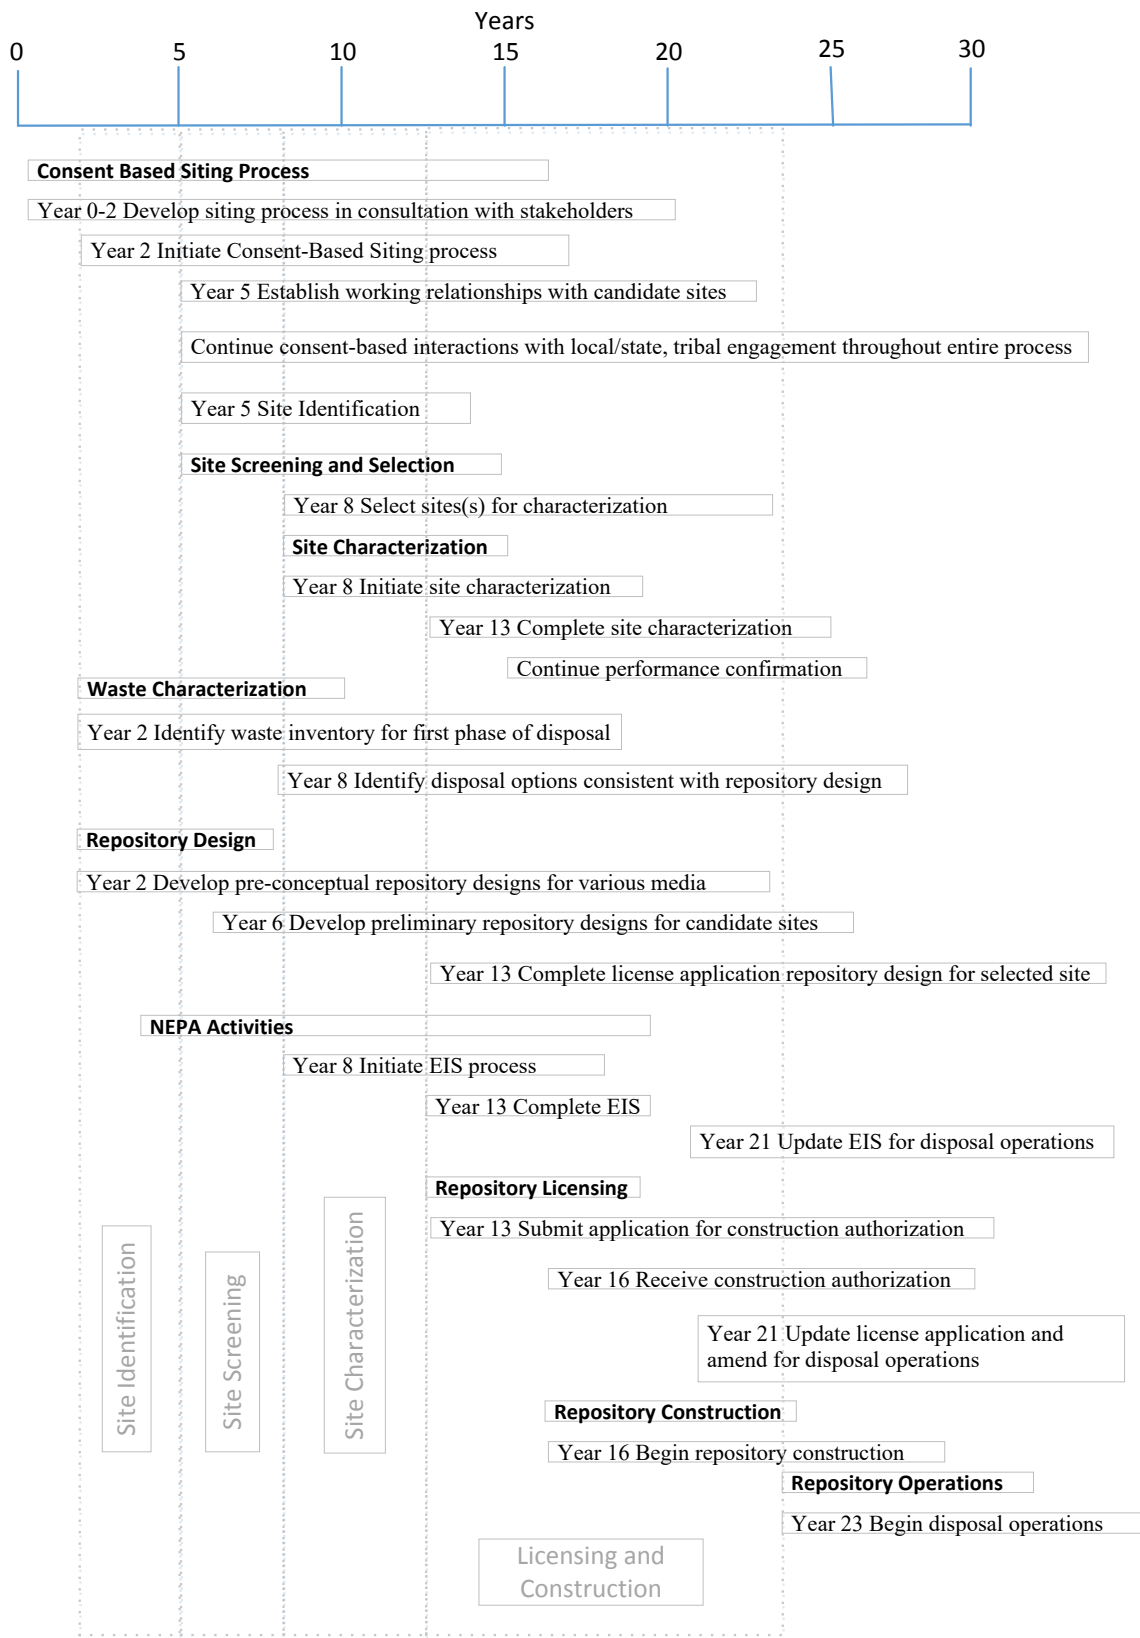 Years
0 5 10 15 20 25 30
Consent Based Siting Process
Year 0-2 Develop siting process in consultation with stakeholders
Year 2 Initiate Consent-Based Siting process
Year 5 Establish working relationships with candidate sites
Continue consent-based interactions with local/state, tribal engagement throughout entire process
Year 5 Site Identification
Site Screening and Selection
Year 8 Select sites(s) for characterization
Site Characterization
Year 8 Initiate site characterization
Year 13 Complete site characterization
Continue performance confirmation
Waste Characterization
Year 2 Identify waste inventory for first phase of disposal
Year 8 Identify disposal options consistent with repository design
Repository Design
Year 2 Develop pre-conceptual repository designs for various media
Year 6 Develop preliminary repository designs for candidate sites
Year 13 Complete license application repository design for selected site
NEPA Activities
Year 8 Initiate EIS process
Year 13 Complete EIS
Year 21 Update EIS for disposal operations
Repository Licensing
Year 13 Submit application for construction authorization
Year 16 Receive construction authorization
Year 21 Update license application and
amend for disposal operations
Repository Construction
Year 16 Begin repository construction
Repository Operations
Year 23 Begin disposal operations
Site Identification
Site Screening
Site Characterization
Licensing and
Construction